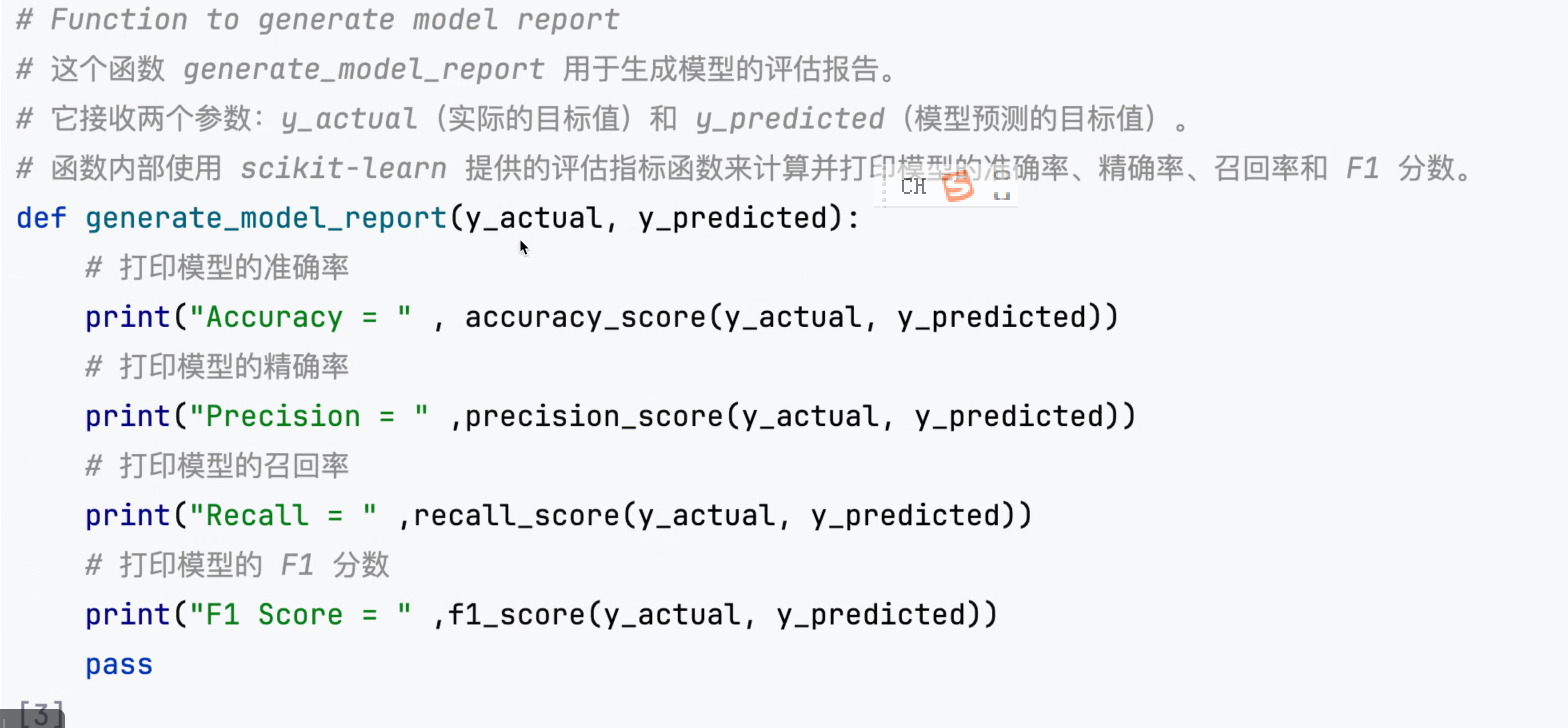 # Function to generate model report
# 这个函数 generate_model_report 用于生成模型的评估报告。
# 它接收两个参数：y_actual（实际的目标值）和 y_predicted（模型预测的目标值）。
# 函数内部使用 scikit-learn 提供的评估指标函数来计算并打印模型的准确率、精确率、召回率和 F1 分数。
CH
def generate_model_report(y_actual, y_predicted):
    # 打印模型的准确率
    print("Accuracy = " , accuracy_score(y_actual, y_predicted))
    # 打印模型的精确率
    print("Precision = " ,precision_score(y_actual, y_predicted))
    # 打印模型的召回率
    print("Recall = " ,recall_score(y_actual, y_predicted))
    # 打印模型的 F1 分数
    print("F1 Score = " ,f1_score(y_actual, y_predicted))
    pass
[3]